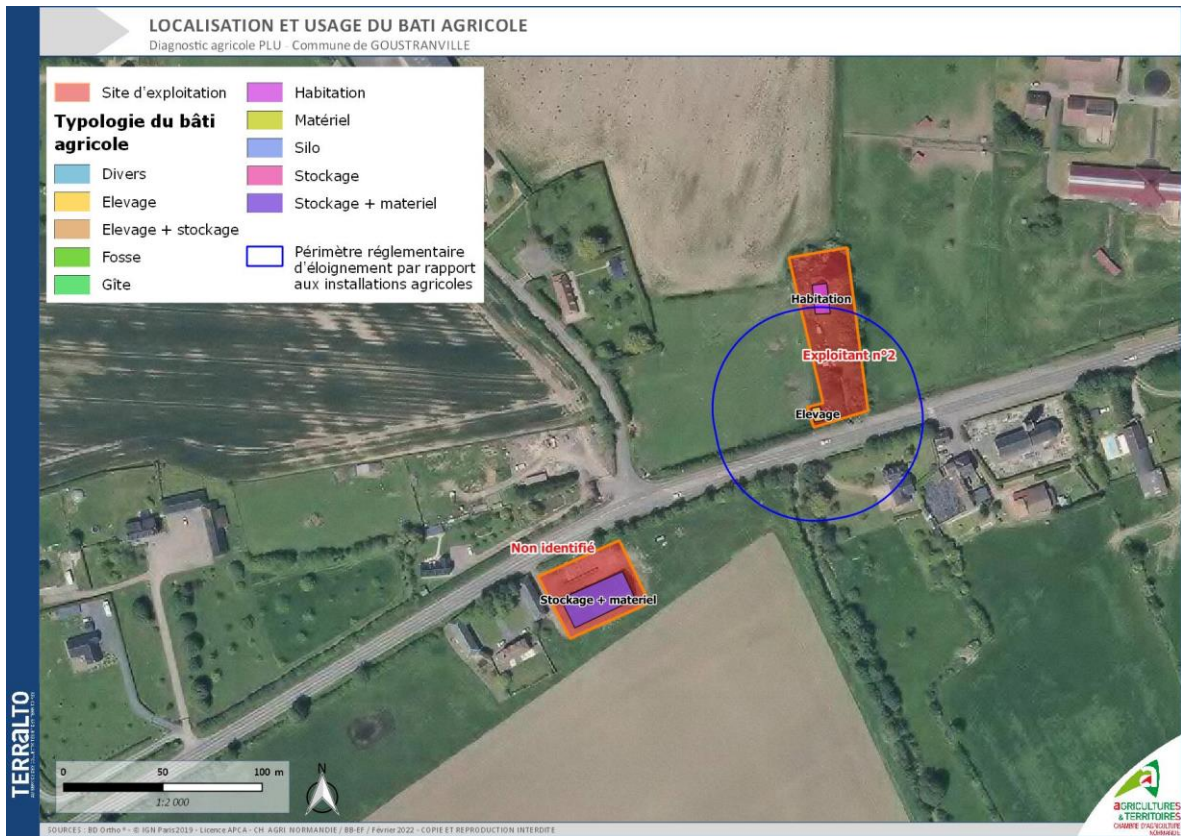 LOCALISATION ET USAGE DU BATI AGRICOLE
Diagnostic agricole PLU - Commune de GOUSTRANVILLE
Site d'exploitation
Typologie du bâti
agricole
Divers
Elevage
Elevage + stockage
Fosse
Gîte
Habitation
Matériel
Silo
Stockage
Stockage + materiel
Périmètre réglementaire
d'éloignement par rapport
aux installations agricoles
Habitation
Exploitant n°2
Elevage
Non identifié
Stockage + materiel
0 50 100 m
1:2 000
N
TERRALTO
aGRICULTURES
& TERRITOIRES
CHAMBRE D'AGRICULTURE
NORMANDIE
SOURCES : BD Ortho ® - © IGN Paris2019 - Licence APCA - CH AGRI NORMANDIE / BB-EF / Février 2022 - COPIE ET REPRODUCTION INTERDITE